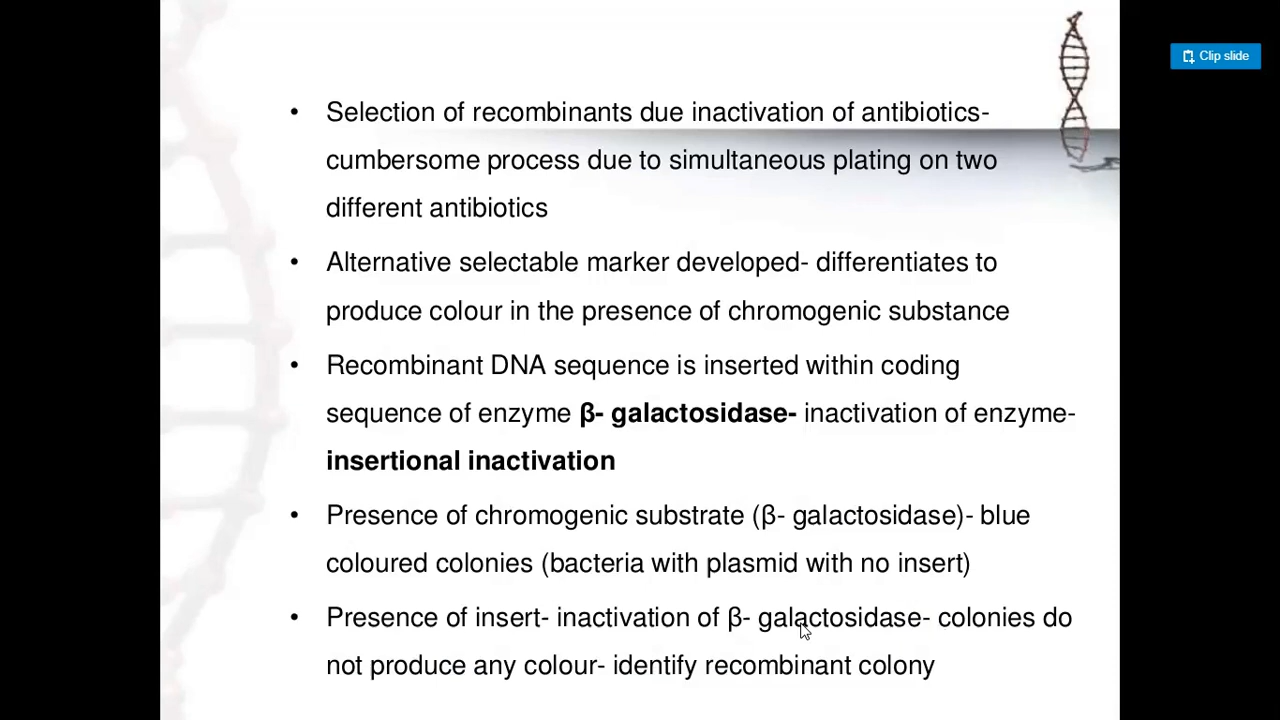 Clip slide
• Selection of recombinants due inactivation of antibiotics-
cumbersome process due to simultaneous plating on two
different antibiotics
• Alternative selectable marker developed- differentiates to
produce colour in the presence of chromogenic substance
• Recombinant DNA sequence is inserted within coding
sequence of enzyme β- galactosidase- inactivation of enzyme-
insertional inactivation
• Presence of chromogenic substrate (β- galactosidase)- blue
coloured colonies (bacteria with plasmid with no insert)
• Presence of insert- inactivation of β- galactosidase- colonies do
not produce any colour- identify recombinant colony